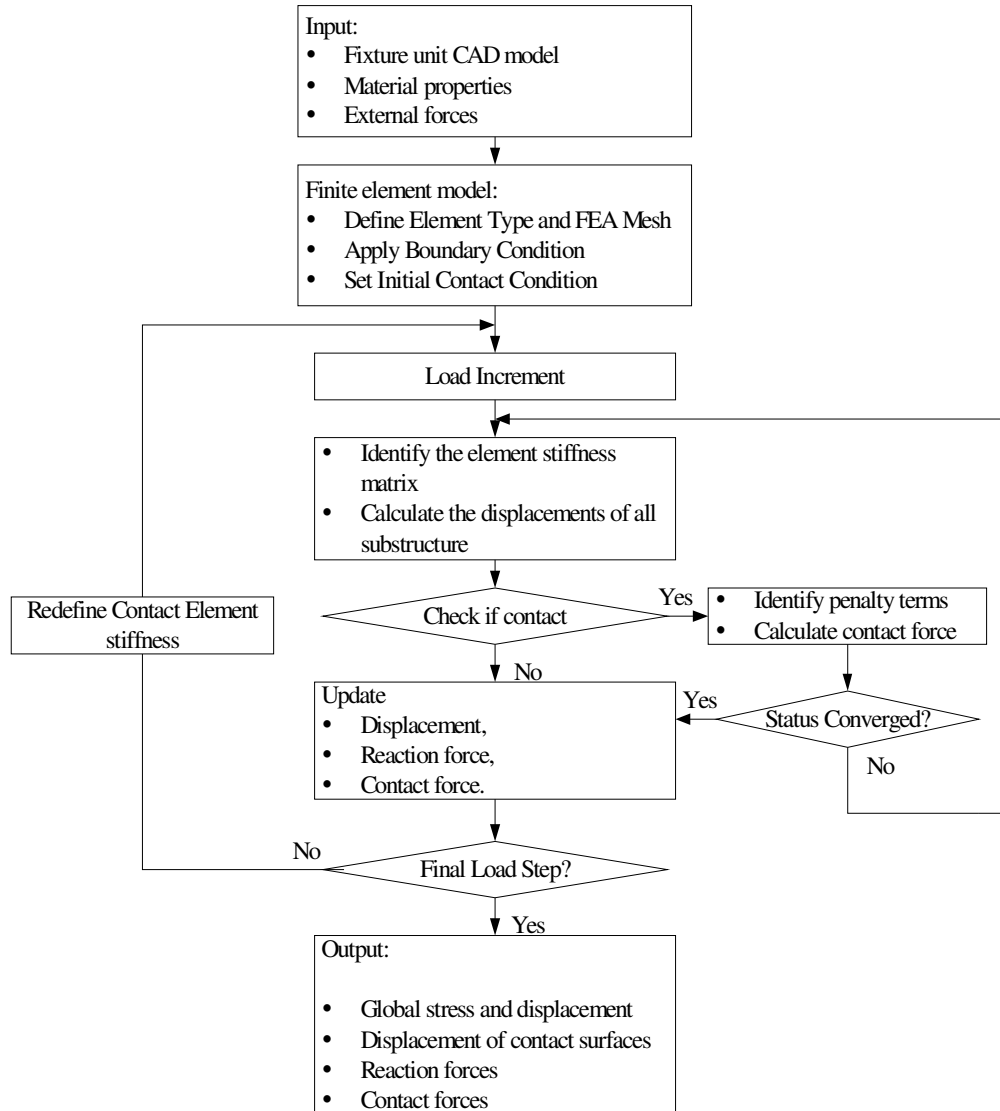 Input:
• Fixture unit CAD model
• Material properties
• External forces
Finite element model:
• Define Element Type and FEA Mesh
• Apply Boundary Condition
• Set Initial Contact Condition
Load Increment
• Identify the element stiffness
matrix
• Calculate the displacements of all
substructure
Redefine Contact Element
stiffness
Check if contact
Yes
• Identify penalty terms
• Calculate contact force
No
Update
• Displacement,
• Reaction force,
• Contact force.
Yes
Status Converged?
No
No
Final Load Step?
Yes
Output:
• Global stress and displacement
• Displacement of contact surfaces
• Reaction forces
• Contact forces